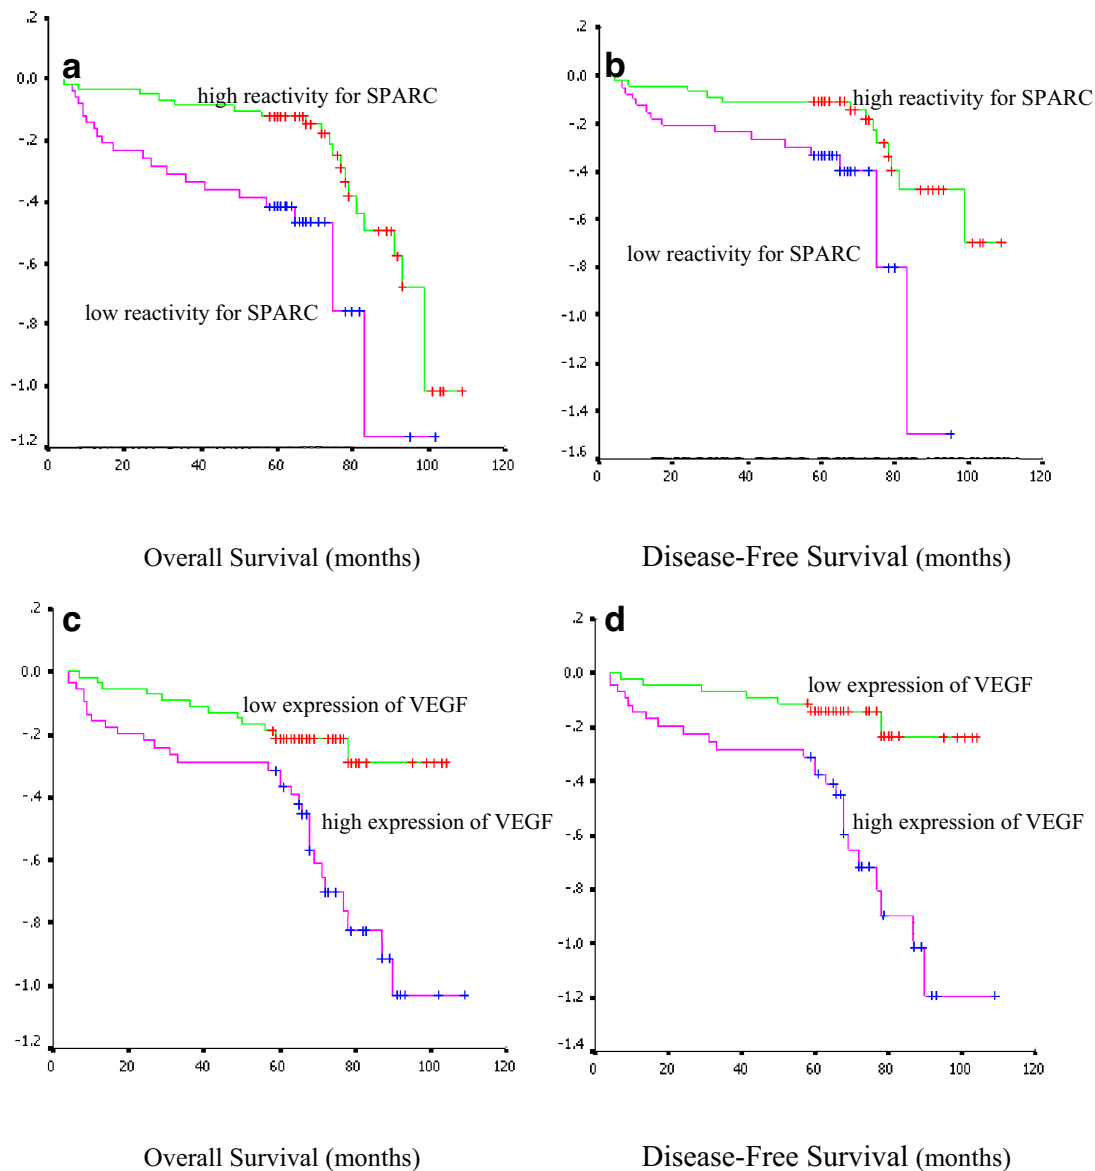 .2
a
0.0
high reactivity for SPARC
-.2
-.4
-.6
low reactivity for SPARC
-.8
-1.0
-1.2
0 20 40 60 80 100 120
Overall Survival (months)
.2
b
0.0
high reactivity for SPARC
-.2
-.4
-.6
low reactivity for SPARC
-.8
-1.0
-1.2
-1.4
-1.6
0 20 40 60 80 100 120
Disease-Free Survival (months)
.2
c
0.0
low expression of VEGF
-.2
-.4
high expression of VEGF
-.6
-.8
-1.0
-1.2
0 20 40 60 80 100 120
Overall Survival (months)
.2
d
0.0
low expression of VEGF
-.2
-.4
high expression of VEGF
-.6
-.8
-1.0
-1.2
-1.4
0 20 40 60 80 100 120
Disease-Free Survival (months)